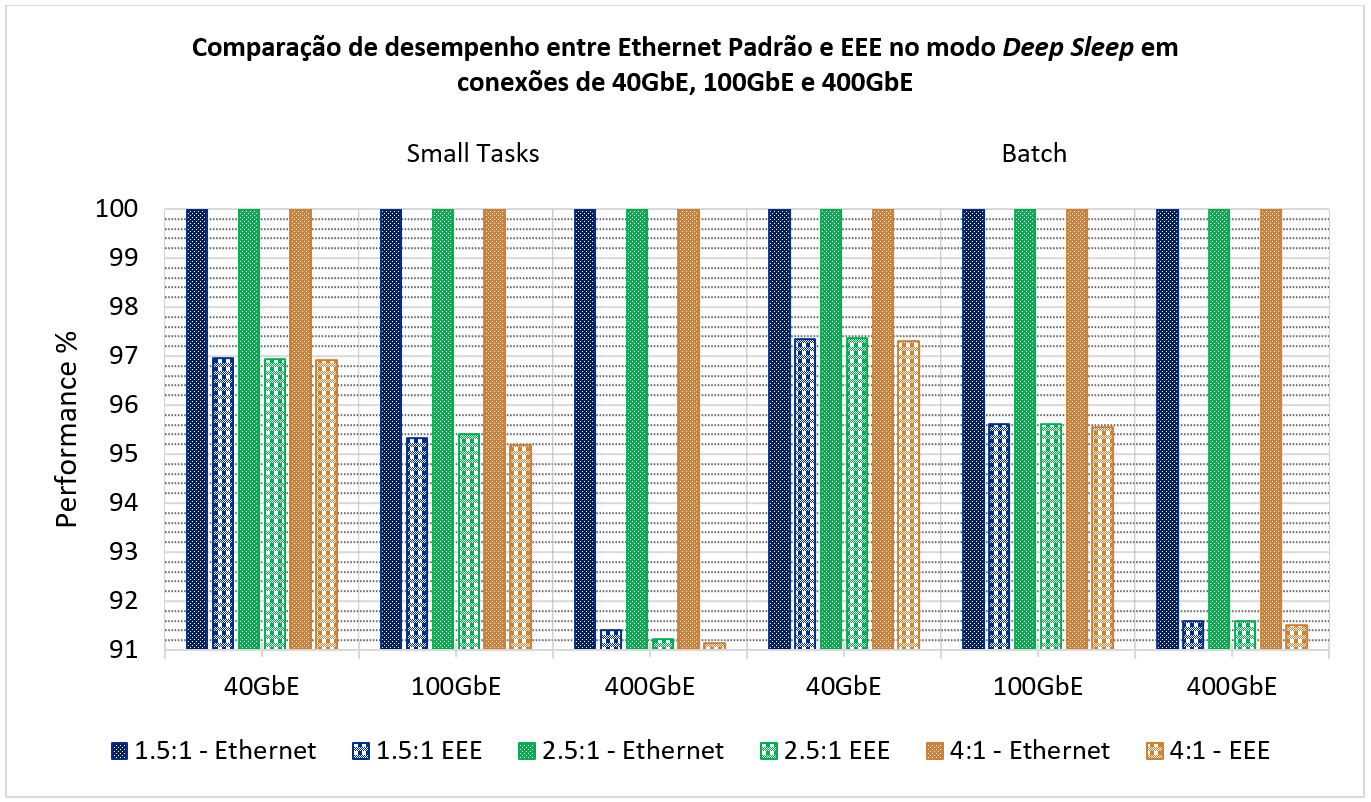 Comparação de desempenho entre Ethernet Padrão e EEE no modo Deep Sleep em
conexões de 40GbE, 100GbE e 400GbE
Small Tasks
Batch
Performance %
100
99
98
97
96
95
94
93
92
91
40GbE
100GbE
400GbE
40GbE
100GbE
400GbE
1.5:1 - Ethernet
1.5:1 EEE
2.5:1 - Ethernet
2.5:1 EEE
4:1 - Ethernet
4:1 - EEE